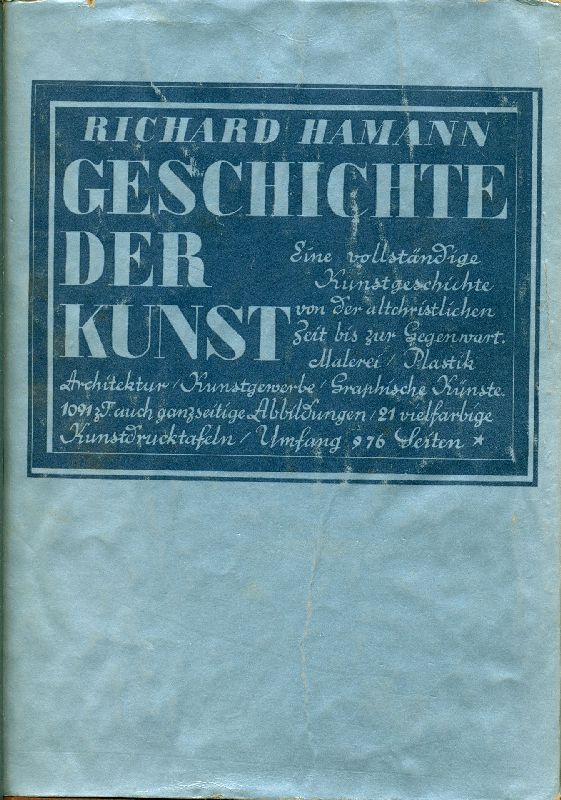 RICHARD HAMANN
GESCHICHTE
DER
KUNST
Eine vollständige
Kunstgeschichte
von der altchristlichen
Zeit bis zur Gegenwart.
Malerei / Plastik
Architektur / Kunstgewerbe / Graphische Künste.
1091 z.T. auch ganzseitige Abbildungen / 21 vielfarbige
Kunstdrucktafeln / Umfang 976 Seiten ★